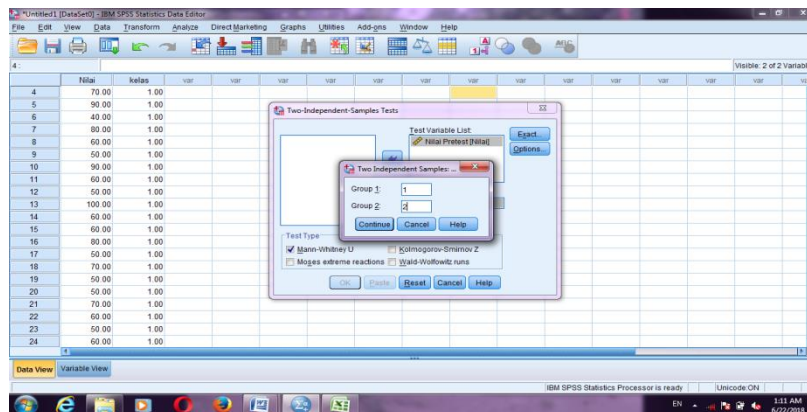 *Untitled1 [DataSet0] - IBM SPSS Statistics Data Editor
File Edit View Data Transform Analyze Direct Marketing Graphs Utilities Add-ons Window Help
4 :
Visible: 2 of 2 Variabl
Nilai kelas var var var var var var var var var var var var var
4 70.00 1.00
5 90.00 1.00
6 40.00 1.00
7 80.00 1.00
8 60.00 1.00
9 50.00 1.00
10 90.00 1.00
11 60.00 1.00
12 50.00 1.00
13 100.00 1.00
14 60.00 1.00
15 60.00 1.00
16 80.00 1.00
17 50.00 1.00
18 70.00 1.00
19 50.00 1.00
20 50.00 1.00
21 70.00 1.00
22 60.00 1.00
23 50.00 1.00
24 60.00 1.00
Two-Independent-Samples Tests
Test Variable List:
Nilai Pretest [Nilai]
Exact...
Options...
Two Independent Samples: ...
Group 1: 1
Group 2: 2
Continue Cancel Help
Test Type
Mann-Whitney U Kolmogorov-Smirnov Z
Moses extreme reactions Wald-Wolfowitz runs
OK Paste Reset Cancel Help
Data View Variable View
IBM SPSS Statistics Processor is ready Unicode:ON
EN 1:11 AM